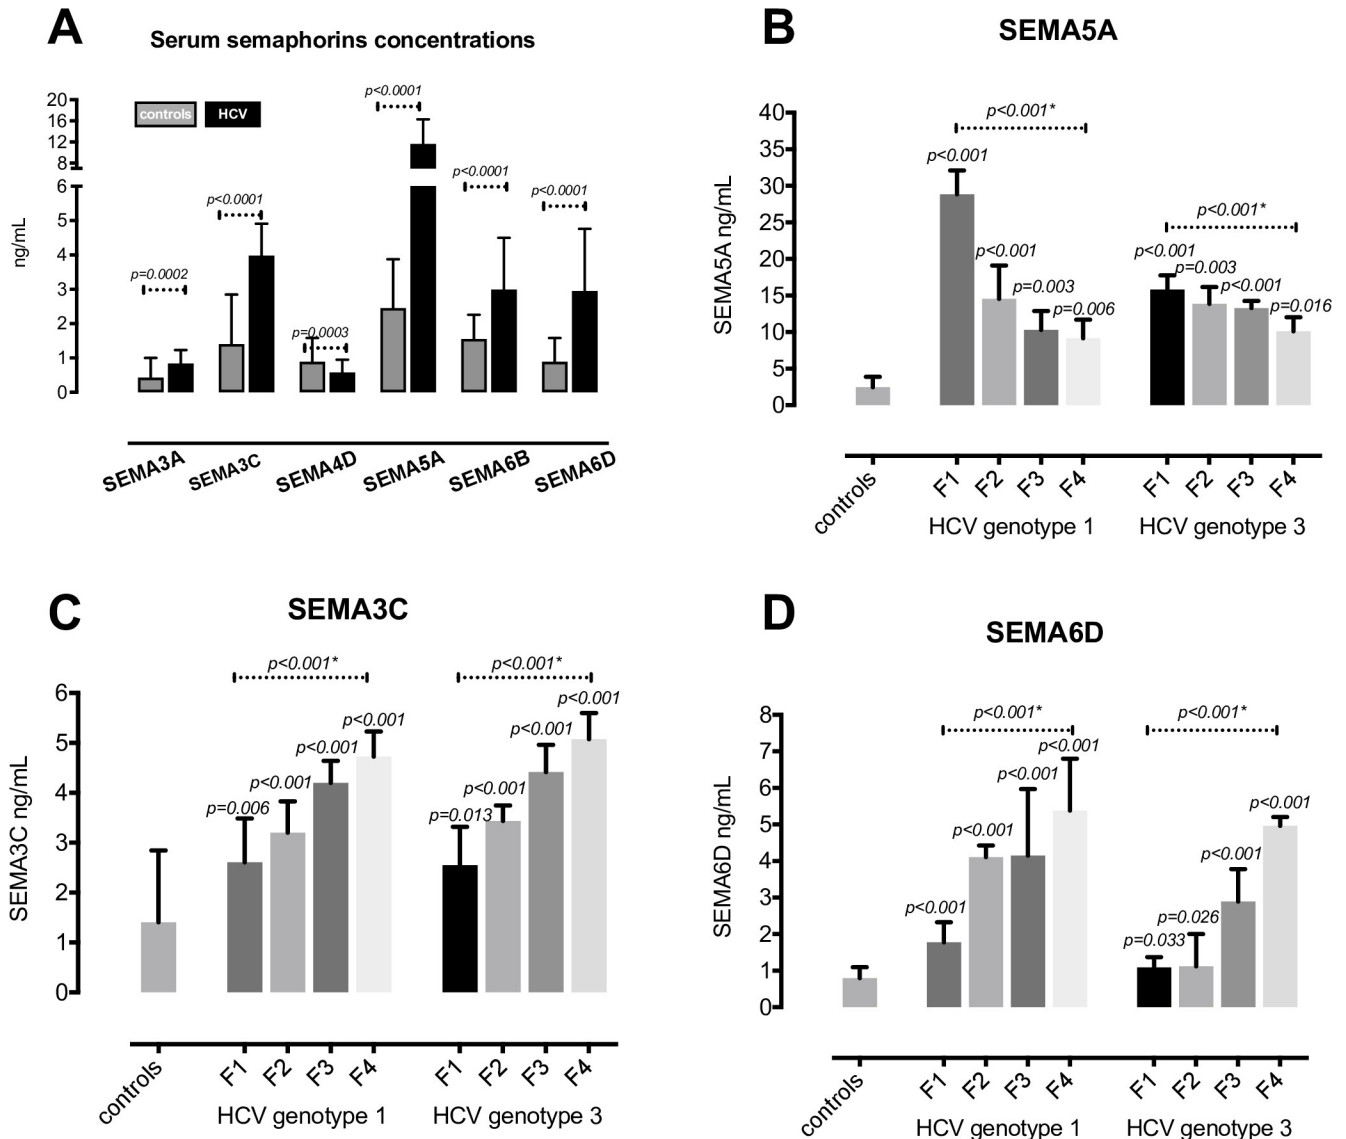 A
Serum semaphorins concentrations
controls HCV
ng/mL
20
16
12
8
6
5
4
3
2
1
0
p=0.0002
p<0.0001
p=0.0003
p<0.0001
p<0.0001
p<0.0001
SEMA3A SEMA3C SEMA4D SEMA5A SEMA6B SEMA6D
B
SEMA5A
SEMA5A ng/mL
40
35
30
25
20
15
10
5
0
p<0.001*
p<0.001
p<0.001
p=0.003
p=0.006
p<0.001*
p<0.001
p=0.003
p<0.001
p=0.016
controls F1 F2 F3 F4 F1 F2 F3 F4
HCV genotype 1 HCV genotype 3
C
SEMA3C
SEMA3C ng/mL
6
5
4
3
2
1
0
p<0.001*
p=0.006
p<0.001
p<0.001
p<0.001
p<0.001*
p=0.013
p<0.001
p<0.001
p<0.001
controls F1 F2 F3 F4 F1 F2 F3 F4
HCV genotype 1 HCV genotype 3
D
SEMA6D
SEMA6D ng/mL
8
7
6
5
4
3
2
1
0
p<0.001*
p<0.001
p<0.001
p<0.001
p<0.001
p<0.001*
p=0.033
p=0.026
p<0.001
p<0.001
controls F1 F2 F3 F4 F1 F2 F3 F4
HCV genotype 1 HCV genotype 3